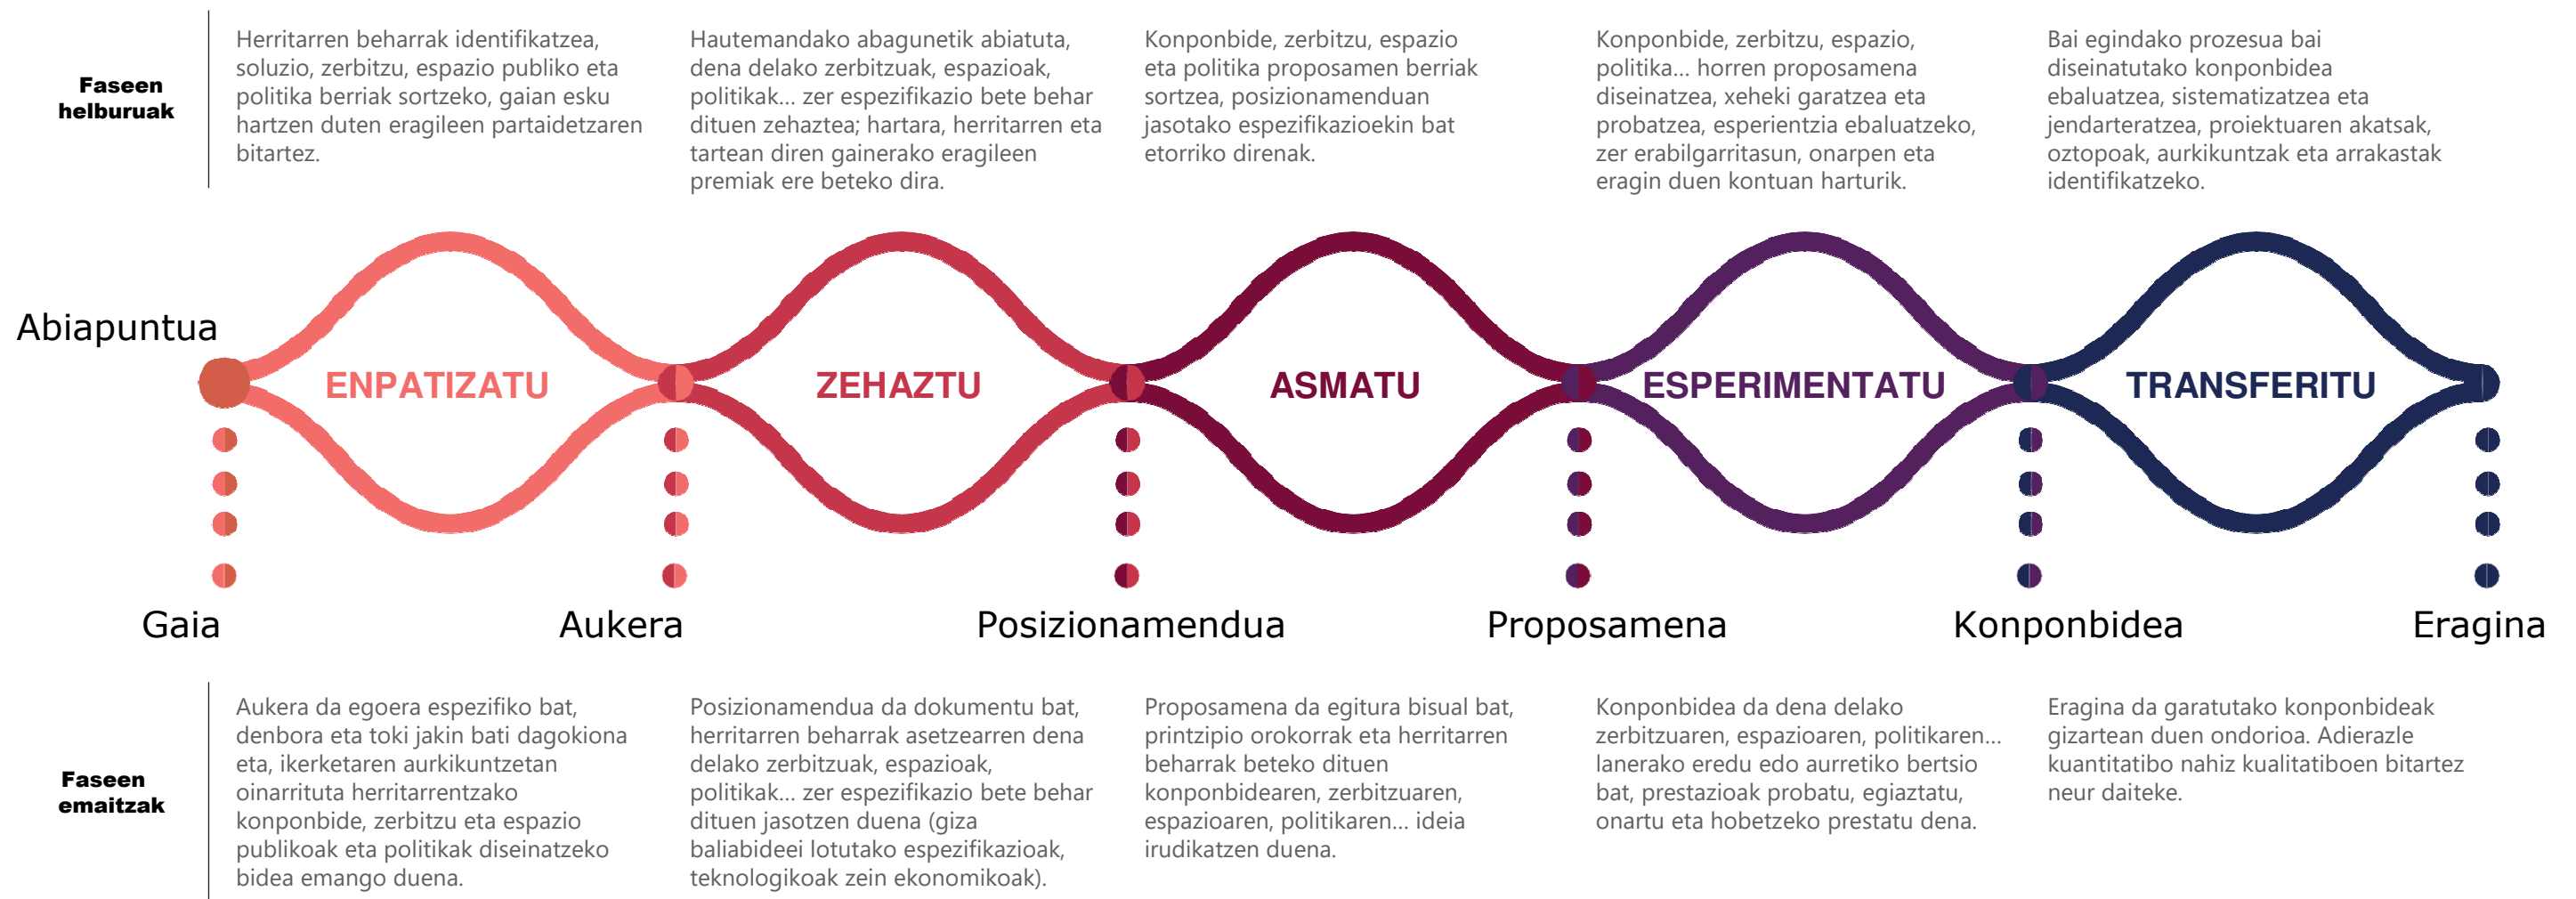 Faseen
helburuak
Herritarren beharrak identifikatzea,
soluzio, zerbitzu, espazio publiko eta
politika berriak sortzeko, gaian esku
hartzen duten eragileen partaidetzaren
bitartez.
Hautemandako abagunetik abiatuta,
dena delako zerbitzuak, espazioak,
politikak... zer espezifikazio bete behar
dituen zehaztea; hartara, herritarren eta
tartean diren gainerako eragileen
premiak ere beteko dira.
Konponbide, zerbitzu, espazio
eta politika proposamen berriak
sortzea, posizionamenduan
jasotako espezifikazioekin bat
etorriko direnak.
Konponbide, zerbitzu, espazio,
politika... horren proposamena
diseinatzea, xeheki garatzea eta
probatzea, esperientzia ebaluatzeko,
zer erabilgarritasun, onarpen eta
eragin duen kontuan harturik.
Bai egindako prozesua bai
diseinatutako konponbidea
ebaluatzea, sistematizatzea eta
jendarteratzea, proiektuaren akatsak,
oztopoak, aurkikuntzak eta arrakastak
identifikatzeko.
Abiapuntua
ENPATIZATU
ZEHAZTU
ASMATU
ESPERIMENTATU
TRANSFERITU
Gaia
Aukera
Posizionamendua
Proposamena
Konponbidea
Eragina
Faseen
emaitzak
Aukera da egoera espezifiko bat,
denbora eta toki jakin bati dagokiona
eta, ikerketaren aurkikuntzetan
oinarrituta herritarrentzako
konponbide, zerbitzu eta espazio
publikoak eta politikak diseinatzeko
bidea emango duena.
Posizionamendua da dokumentu bat,
herritarren beharrak asetzearren dena
delako zerbitzuak, espazioak,
politikak... zer espezifikazio bete behar
dituen jasotzen duena (giza
baliabideei lotutako espezifikazioak,
teknologikoak zein ekonomikoak).
Proposamena da egitura bisual bat,
printzipio orokorrak eta herritarren
beharrak beteko dituen
konponbidearen, zerbitzuaren,
espazioaren, politikaren... ideia
irudikatzen duena.
Konponbidea da dena delako
zerbitzuaren, espazioaren, politikaren...
lanerako eredu edo aurretiko bertsio
bat, prestazioak probatu, egiaztatu,
onartu eta hobetzeko prestatu dena.
Eragina da garatutako konponbideak
gizartean duen ondorioa. Adierazle
kuantitatibo nahiz kualitatiboen bitartez
neur daiteke.